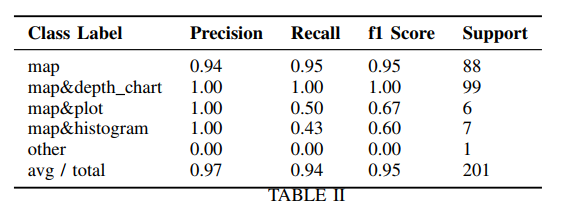 Class Label Precision Recall f1 Score Support
map 0.94 0.95 0.95 88
map&depth_chart 1.00 1.00 1.00 99
map&plot 1.00 0.50 0.67 6
map&histogram 1.00 0.43 0.60 7
other 0.00 0.00 0.00 1
avg / total 0.97 0.94 0.95 201
TABLE II